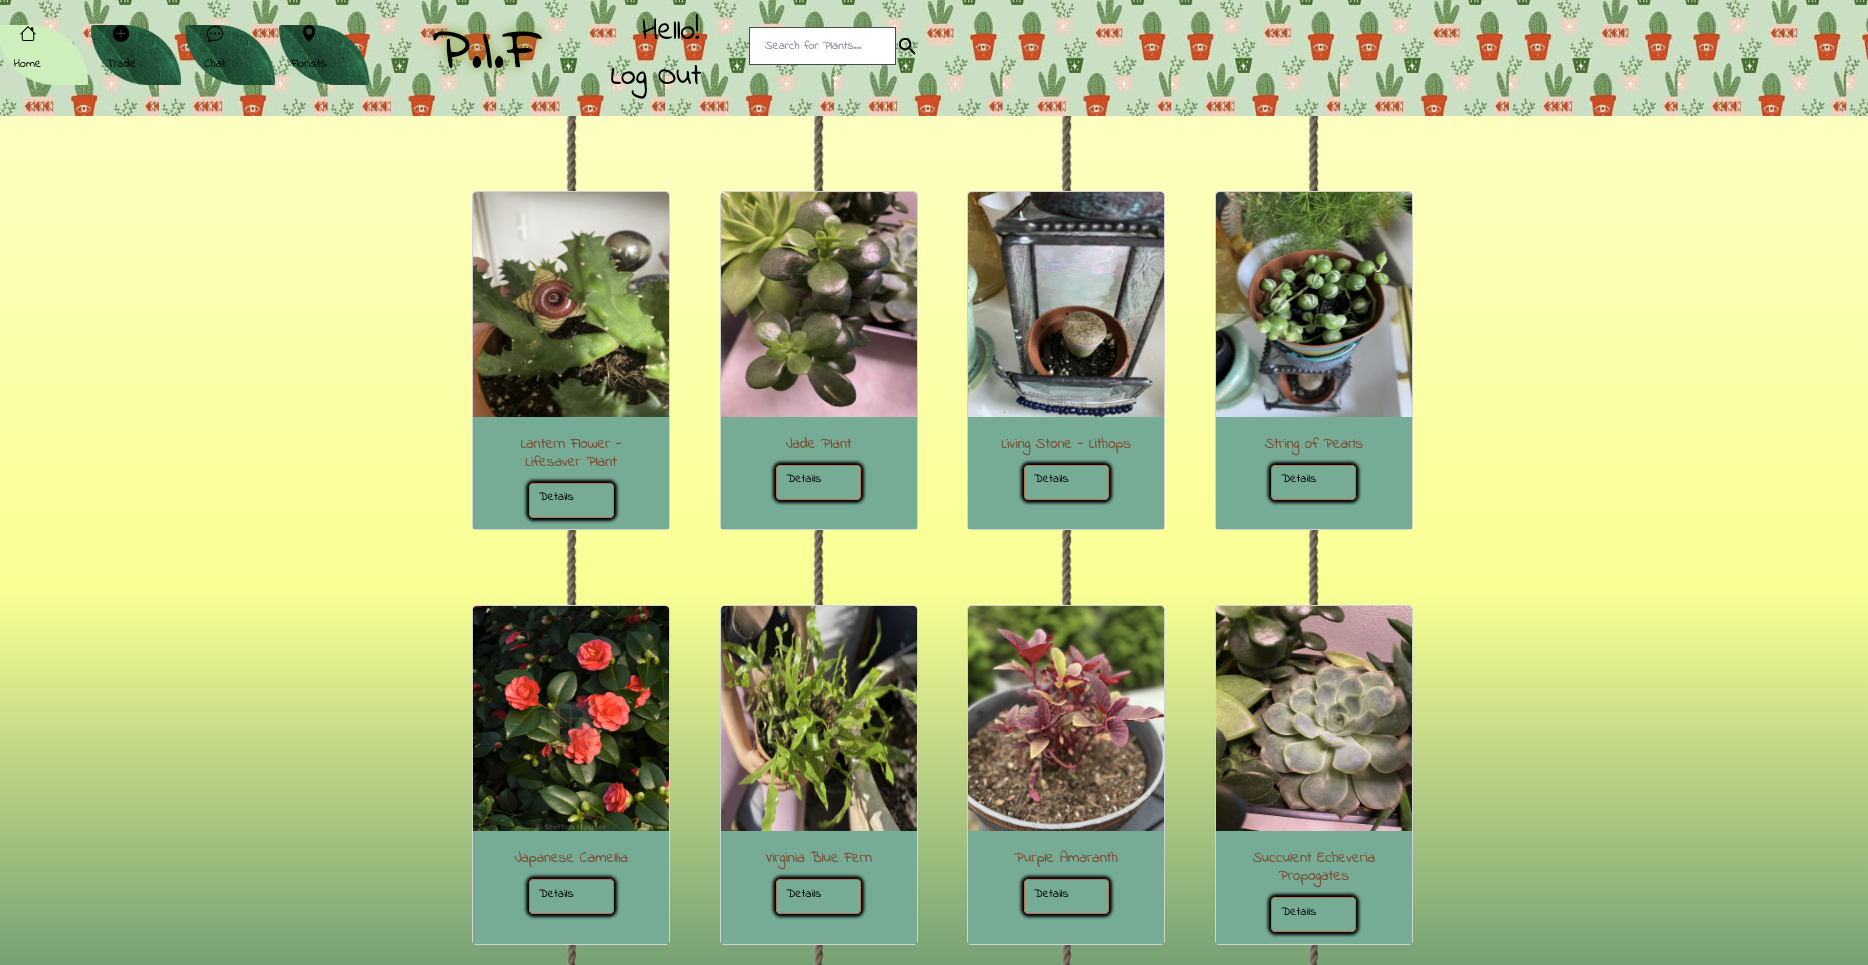 Home
Trade
Chat
Florists
P.I.F
Hello!
Log Out
Search for Plants...
Lantern Flower -
Lifesaver Plant
Details
Jade Plant
Details
Living Stone - Lithops
Details
String of Pearls
Details
Japanese Camellia
Details
Virginia Blue Fern
Details
Purple Amaranth
Details
Succulent Echeveria
Propogates
Details